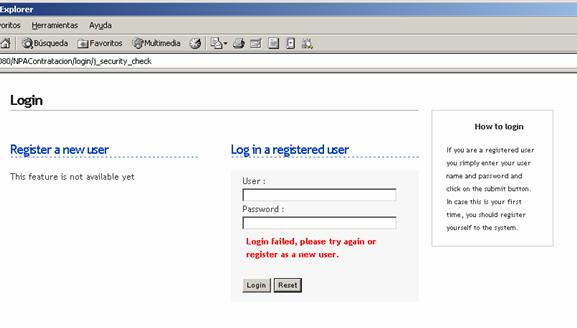 Explorer
voritos Herramientas Ayuda
Búsqueda Favoritos Multimedia
080/NPAContratacion/login/j_security_check
Login
Register a new user
This feature is not available yet
Log in a registered user
User :
Password :
Login failed, please try again or
register as a new user.
Login Reset
How to login
If you are a registered user
you simply enter your user
name and password and
click on the submit button.
In case this is your first
time, you should register
yourself to the system.